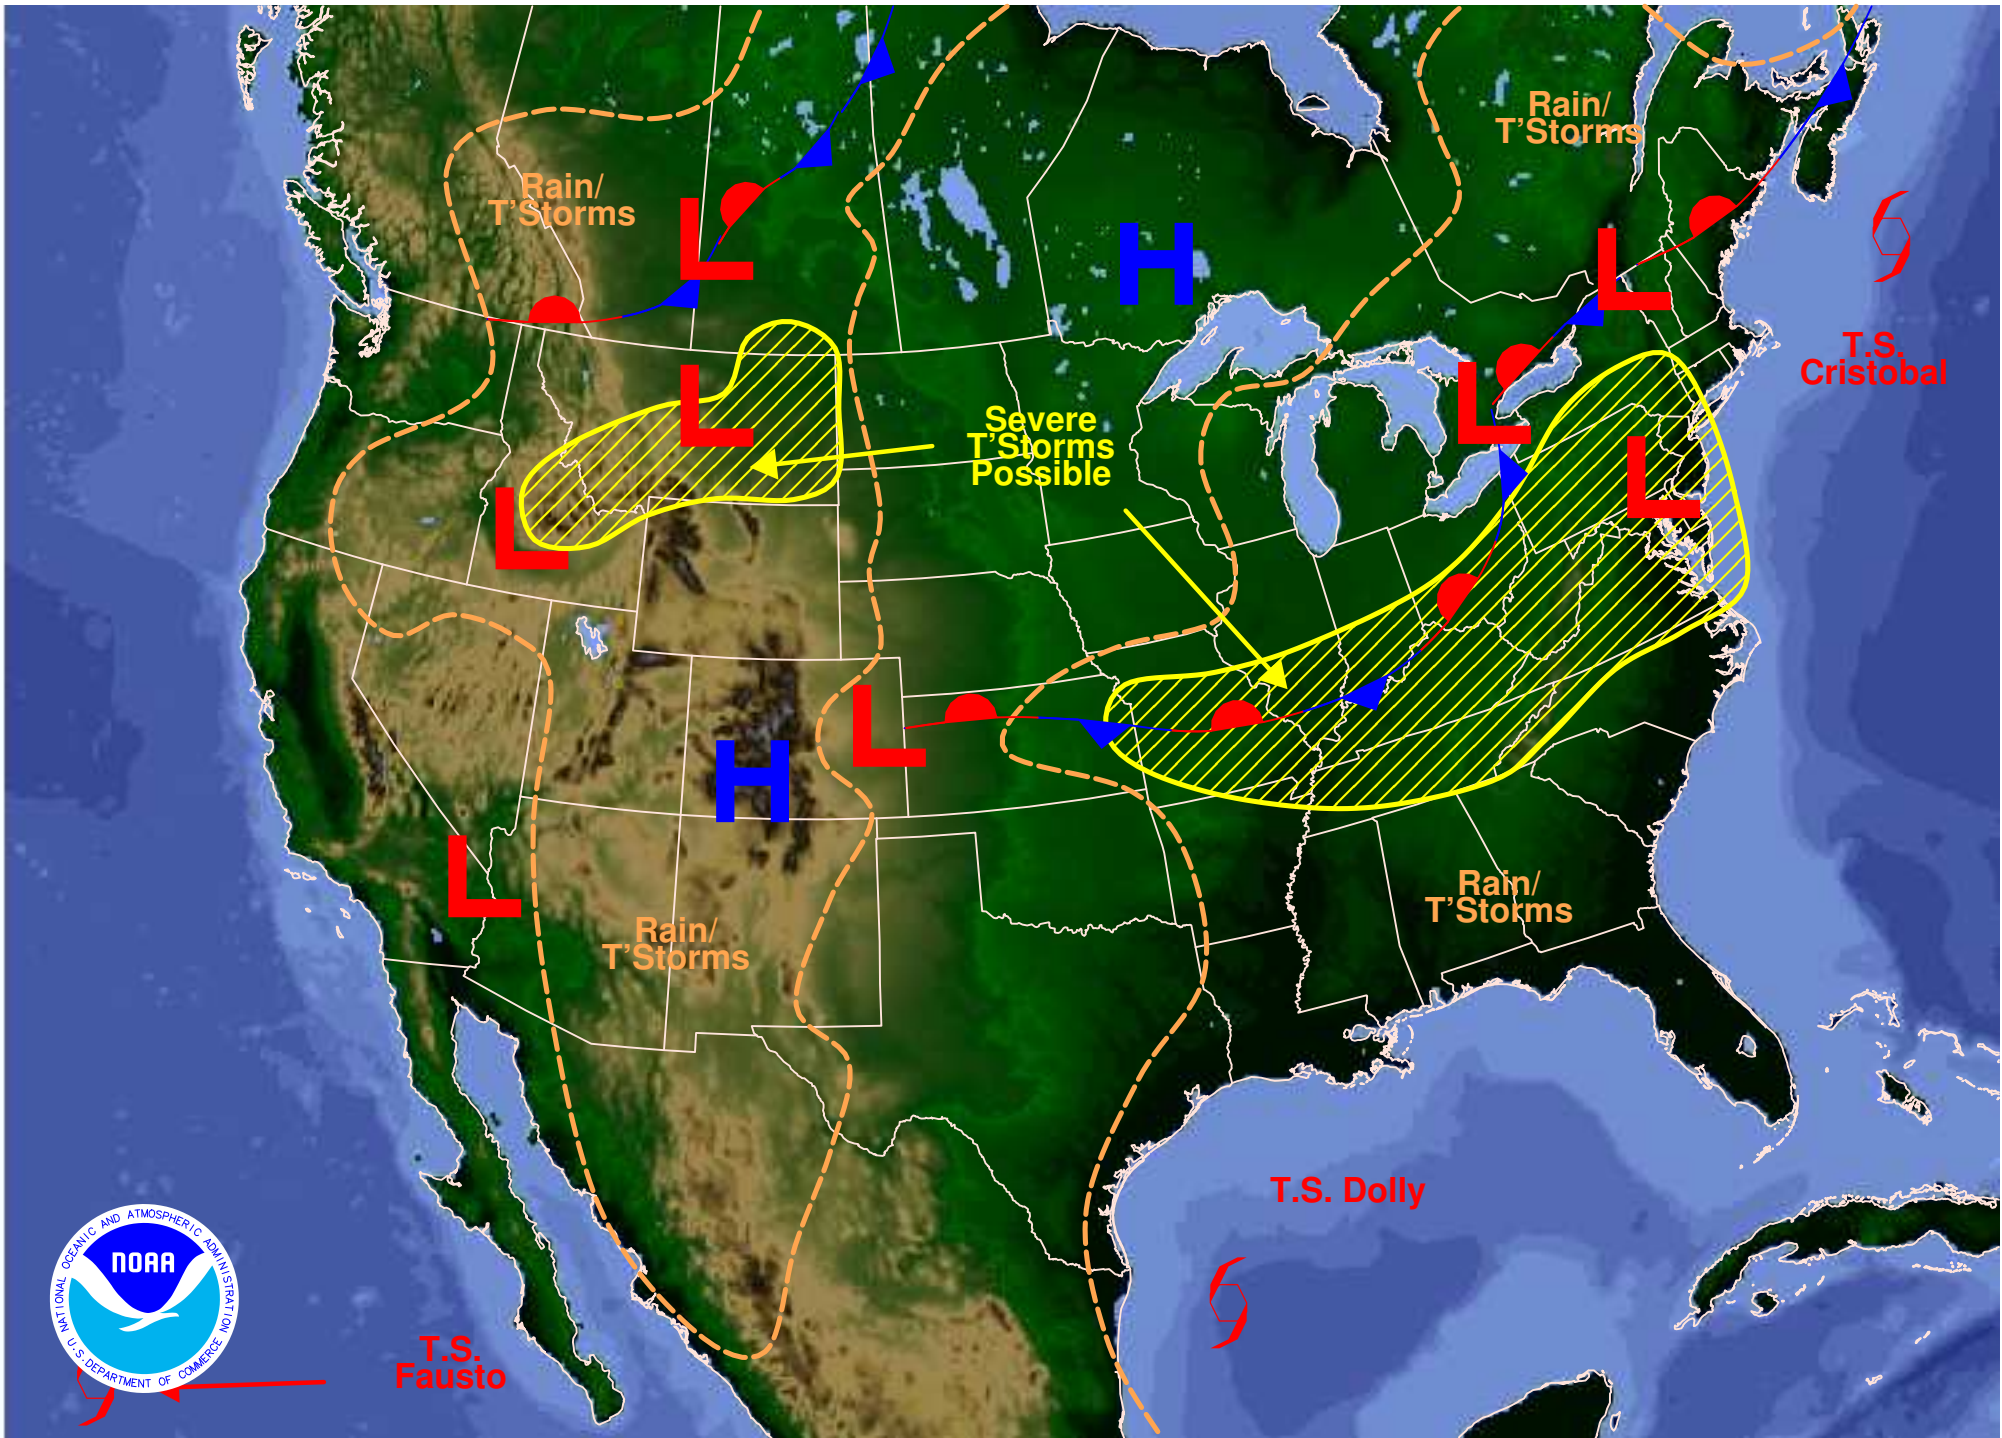 Rain/
T'Storms
Rain/
T'Storms
T.S.
Cristobal
Severe
T'Storms
Possible
L
L
L
L
L
L
L
L
L
H
H
Rain/
T'Storms
Rain/
T'Storms
T.S. Dolly
T.S.
Fausto
NOAA
NATIONAL OCEANIC AND ATMOSPHERIC ADMINISTRATION
U.S. DEPARTMENT OF COMMERCE